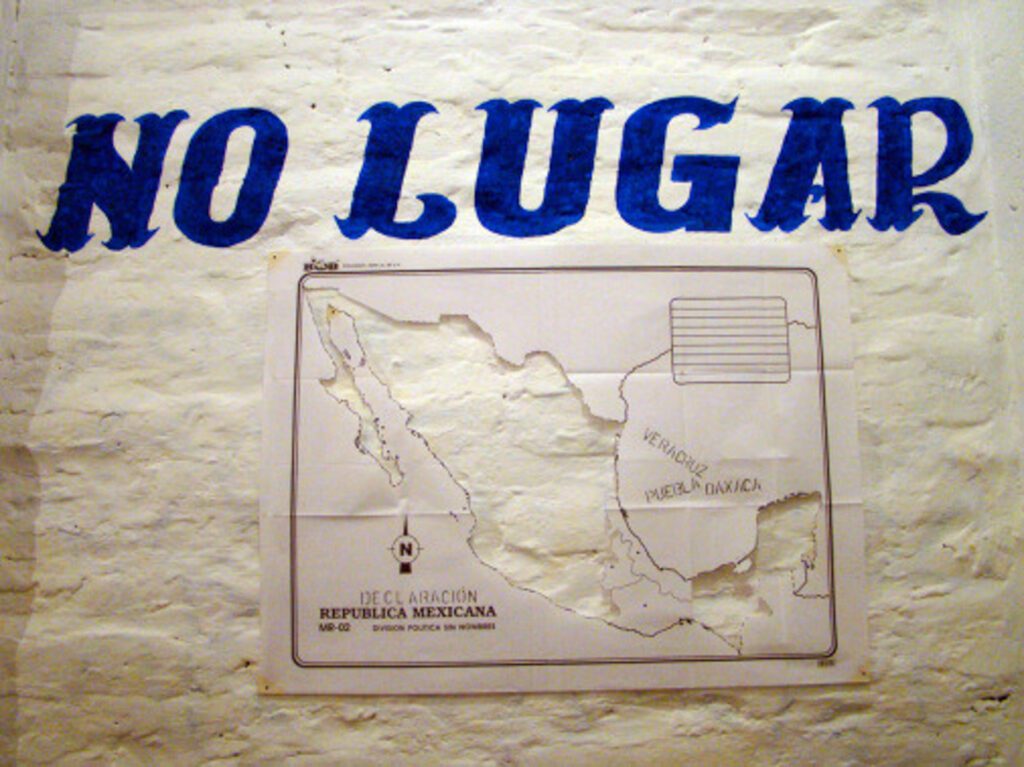 NO LUGAR
VERACRUZ
PUEBLA OAXACA
N
DECLARACIÓN
REPUBLICA MEXICANA
MR-02 DIVISION POLITICA SIN NOMBRES